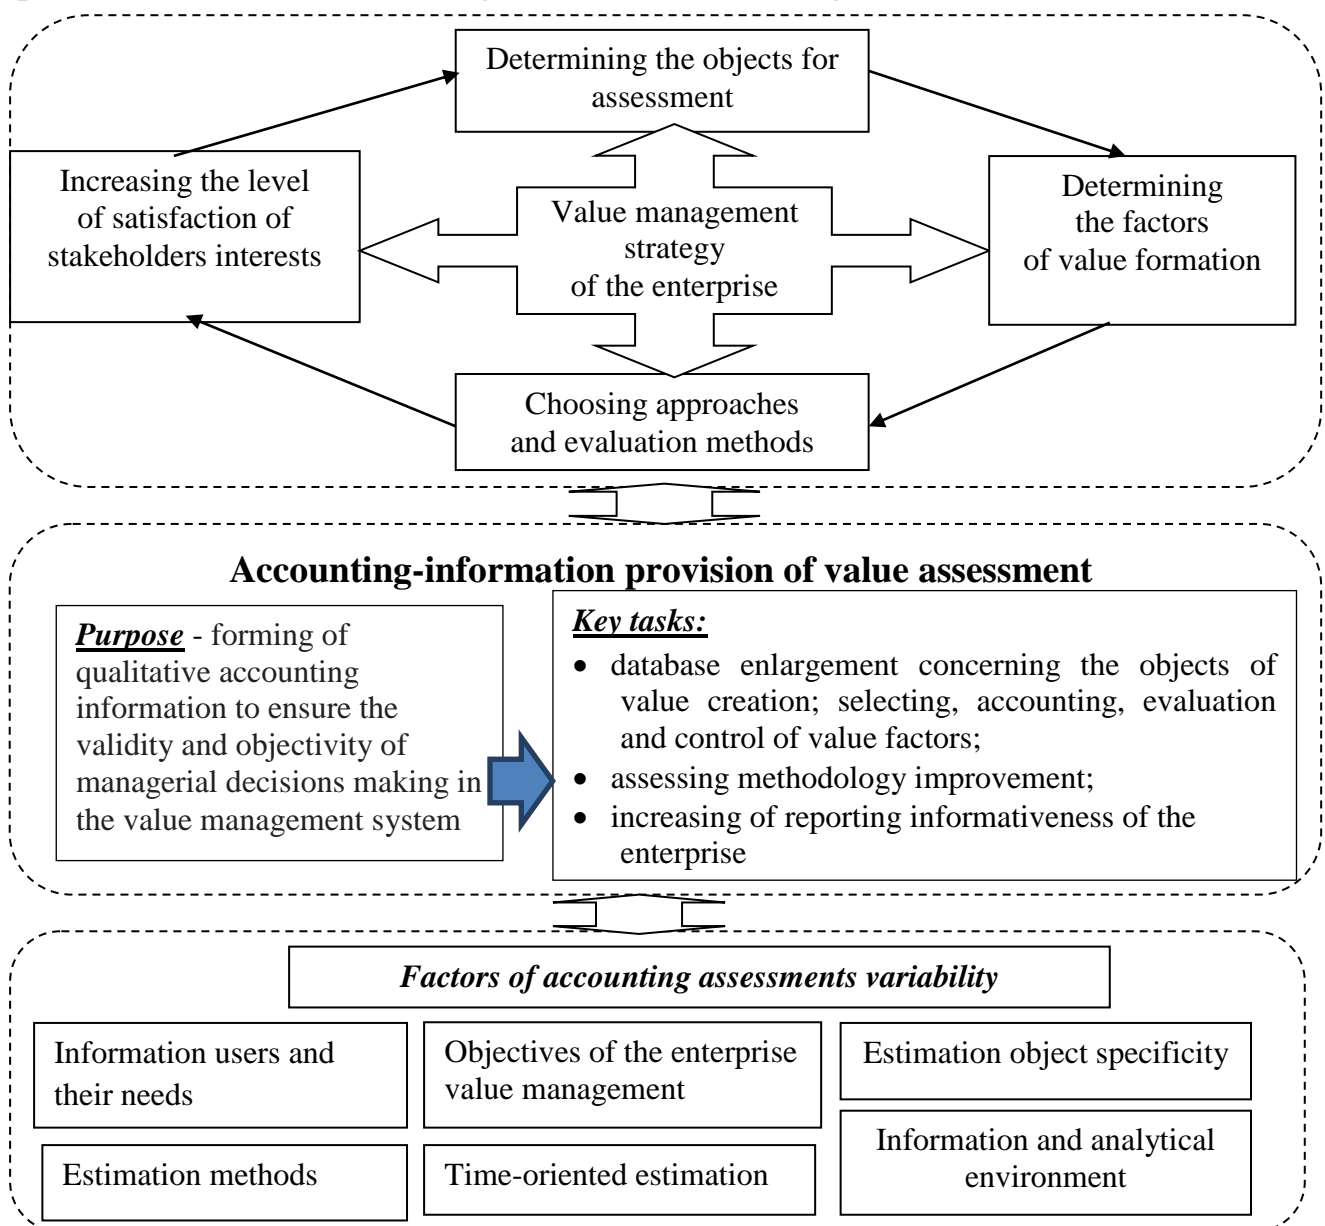 Determining the objects for
assessment
Increasing the level
of satisfaction of
stakeholders interests
Value management
strategy
of the enterprise
Determining
the factors
of value formation
Choosing approaches
and evaluation methods
Accounting-information provision of value assessment
Purpose - forming of
qualitative accounting
information to ensure the
validity and objectivity of
managerial decisions making in
the value management system
Key tasks:
• database enlargement concerning the objects of
value creation; selecting, accounting, evaluation
and control of value factors;
• assessing methodology improvement;
• increasing of reporting informativeness of the
enterprise
Factors of accounting assessments variability
Information users and
their needs
Objectives of the enterprise
value management
Estimation object specificity
Estimation methods
Time-oriented estimation
Information and analytical
environment